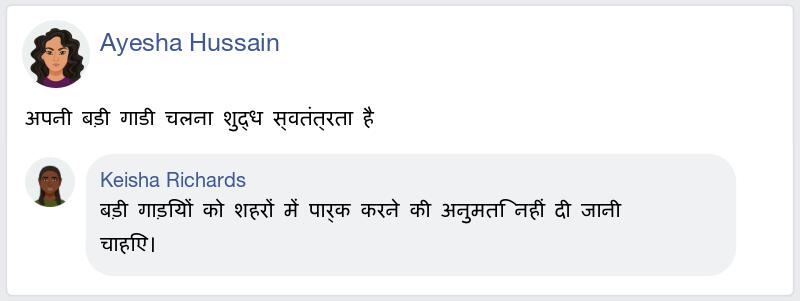 Ayesha Hussain
अपनी बड़ी गाडी चलना शुद्ध स्वतंत्रता है
Keisha Richards
बड़ी गाड़ियों को शहरों में पार्क करने की अनुमति नहीं दी जानी
चाहिए।